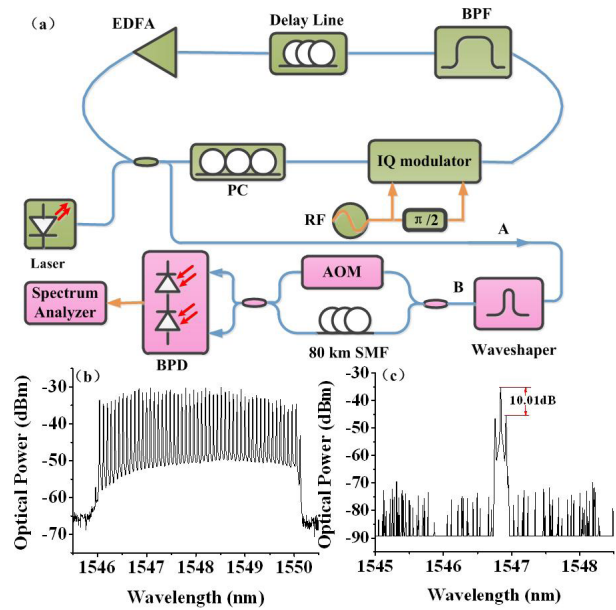 (a)
EDFA
Delay Line
BPF
PC
IQ modulator
RF
π/2
A
Laser
AOM
B
Spectrum
Analyzer
BPD
80 km SMF
Waveshaper
(b)
Optical Power (dBm)
-30
-40
-50
-60
-70
1546 1547 1548 1549 1550
Wavelength (nm)
(c)
Optical Power (dBm)
-30
-40
-50
-60
-70
-80
-90
10.01dB
1545 1546 1547 1548
Wavelength (nm)